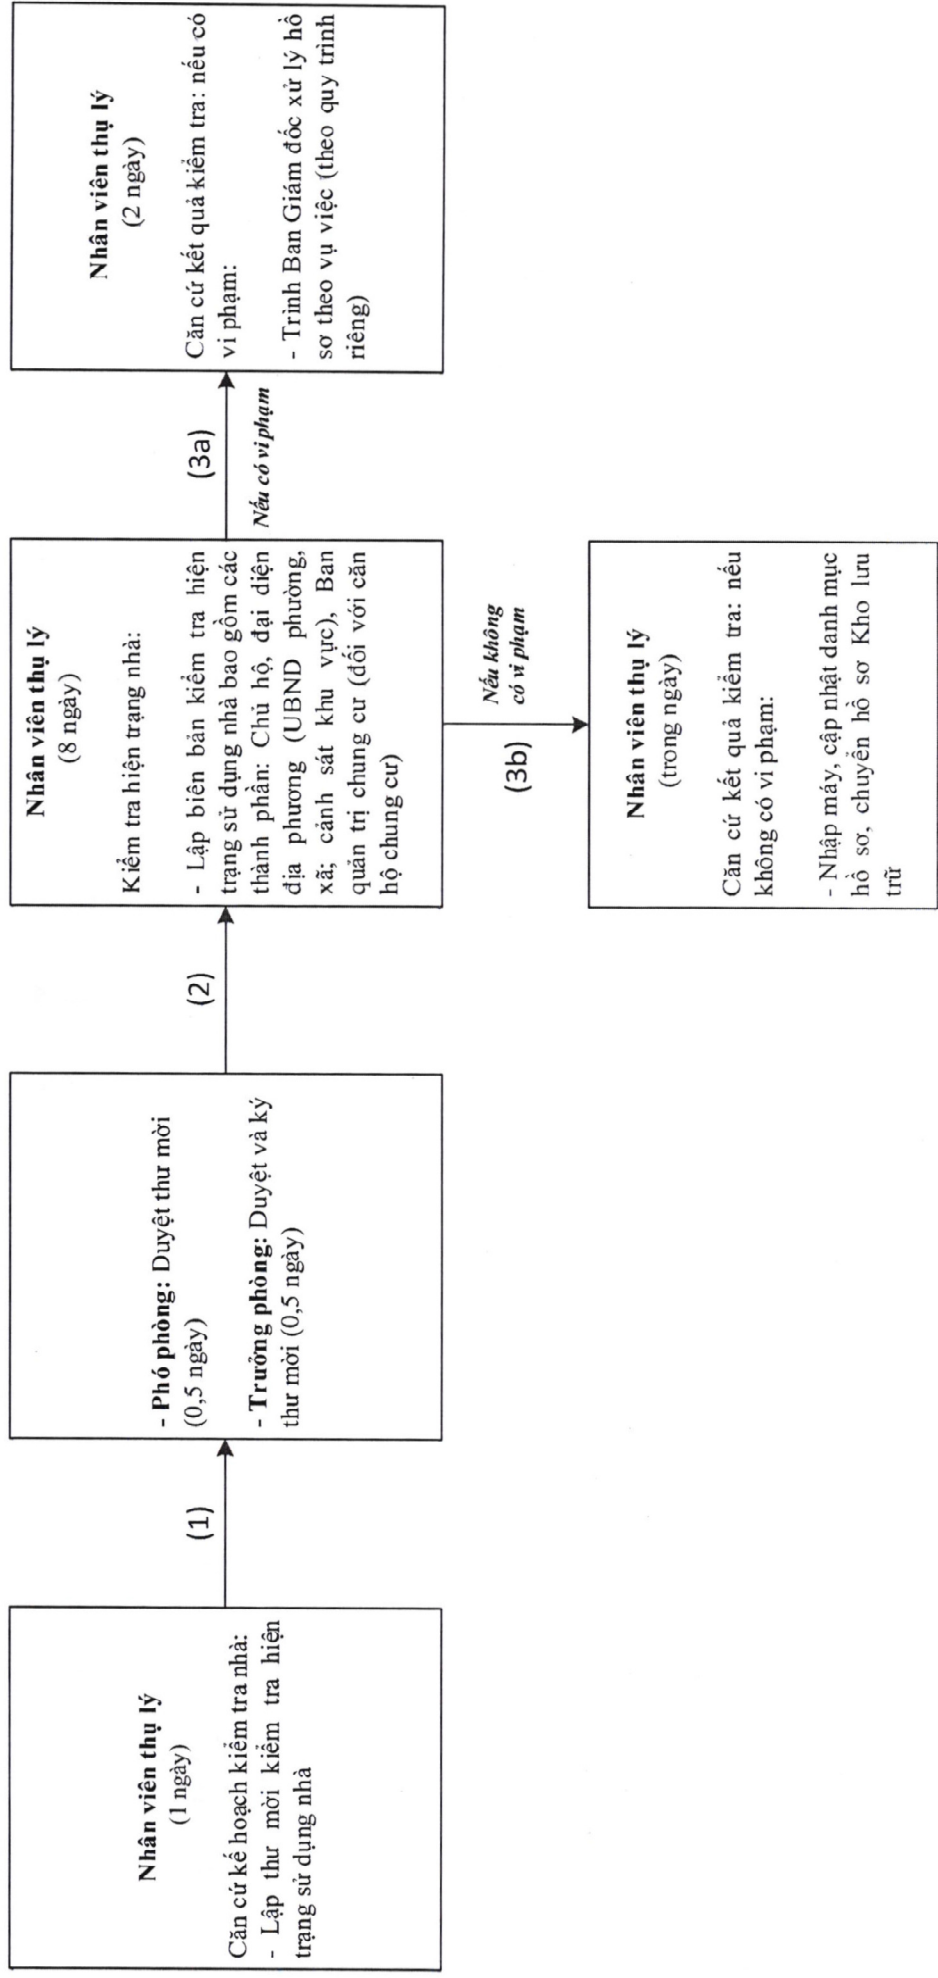 Nhân viên thụ lý
(1 ngày)
Căn cứ kế hoạch kiểm tra nhà:
- Lập thư mời kiểm tra hiện
trạng sử dụng nhà
(1)
- Phó phòng: Duyệt thư mời
(0,5 ngày)
- Trưởng phòng: Duyệt và ký
thư mời (0,5 ngày)
(2)
Nhân viên thụ lý
(8 ngày)
Kiểm tra hiện trạng nhà:
- Lập biên bản kiểm tra hiện
trạng sử dụng nhà bao gồm các
thành phần: Chủ hộ, đại diện
địa phương (UBND phường,
xã; cảnh sát khu vực), Ban
quản trị chung cư (đối với căn
hộ chung cư)
(3a)
Nếu có vi phạm
Nhân viên thụ lý
(2 ngày)
Căn cứ kết quả kiểm tra: nếu có
vi phạm:
- Trình Ban Giám đốc xử lý hồ
sơ theo vụ việc (theo quy trình
riêng)
Nếu không
có vi phạm
(3b)
Nhân viên thụ lý
(trong ngày)
Căn cứ kết quả kiểm tra: nếu
không có vi phạm:
- Nhập máy, cập nhật danh mục
hồ sơ, chuyển hồ sơ Kho lưu
trữ